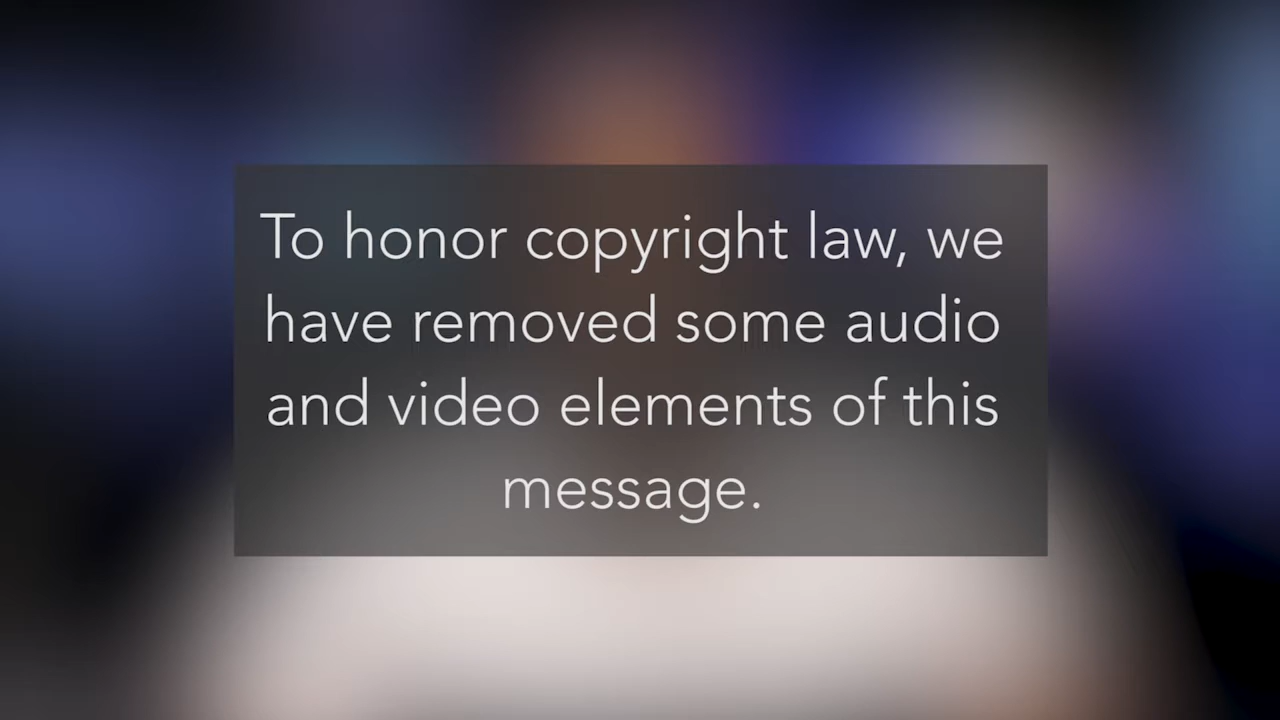 To honor copyright law, we
have removed some audio
and video elements of this
message.